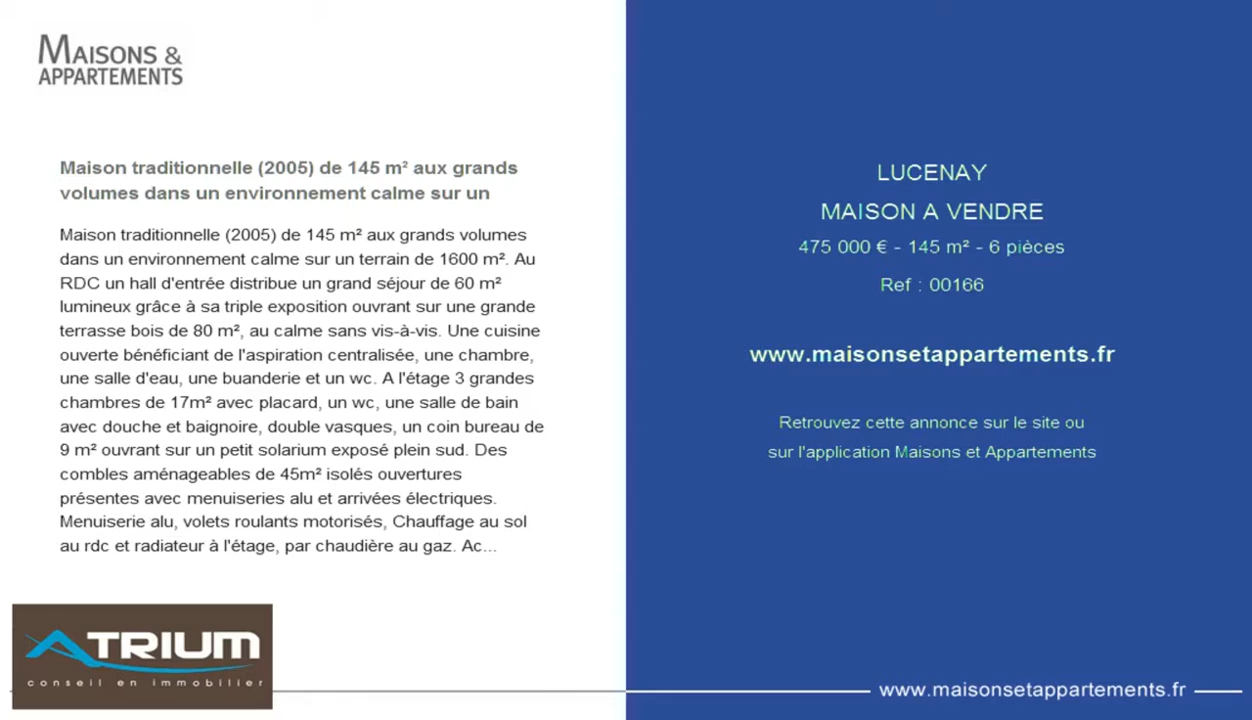 MAISONS &
APPARTEMENTS
Maison traditionnelle (2005) de 145 m² aux grands
volumes dans un environnement calme sur un
Maison traditionnelle (2005) de 145 m² aux grands volumes
dans un environnement calme sur un terrain de 1600 m². Au
RDC un hall d'entrée distribue un grand séjour de 60 m²
lumineux grâce à sa triple exposition ouvrant sur une grande
terrasse bois de 80 m², au calme sans vis-à-vis. Une cuisine
ouverte bénéficiant de l'aspiration centralisée, une chambre,
une salle d'eau, une buanderie et un wc. A l'étage 3 grandes
chambres de 17m² avec placard, un wc, une salle de bain
avec douche et baignoire, double vasques, un coin bureau de
9 m² ouvrant sur un petit solarium exposé plein sud. Des
combles aménageables de 45m² isolés ouvertures
présentes avec menuiseries alu et arrivées électriques.
Menuiserie alu, volets roulants motorisés, Chauffage au sol
au rdc et radiateur à l'étage, par chaudière au gaz. Ac...
ATRIUM
conseil en immobilier
LUCENAY
MAISON A VENDRE
475 000 € - 145 m² - 6 pièces
Ref : 00166
www.maisonsetappartements.fr
Retrouvez cette annonce sur le site ou
sur l'application Maisons et Appartements
www.maisonsetappartements.fr